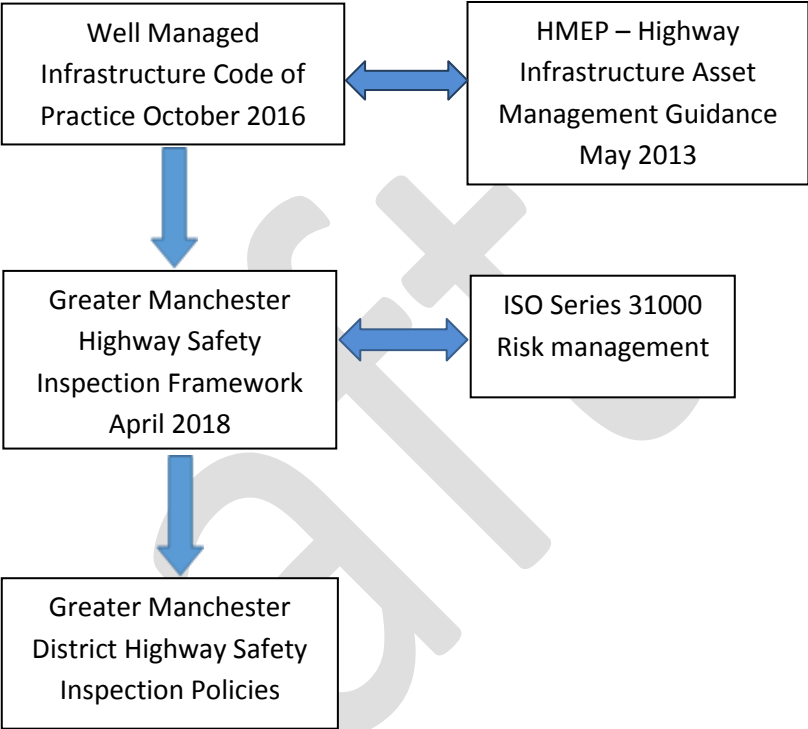 Well Managed
Infrastructure Code of
Practice October 2016
HMEP – Highway
Infrastructure Asset
Management Guidance
May 2013
Greater Manchester
Highway Safety
Inspection Framework
April 2018
ISO Series 31000
Risk management
Greater Manchester
District Highway Safety
Inspection Policies